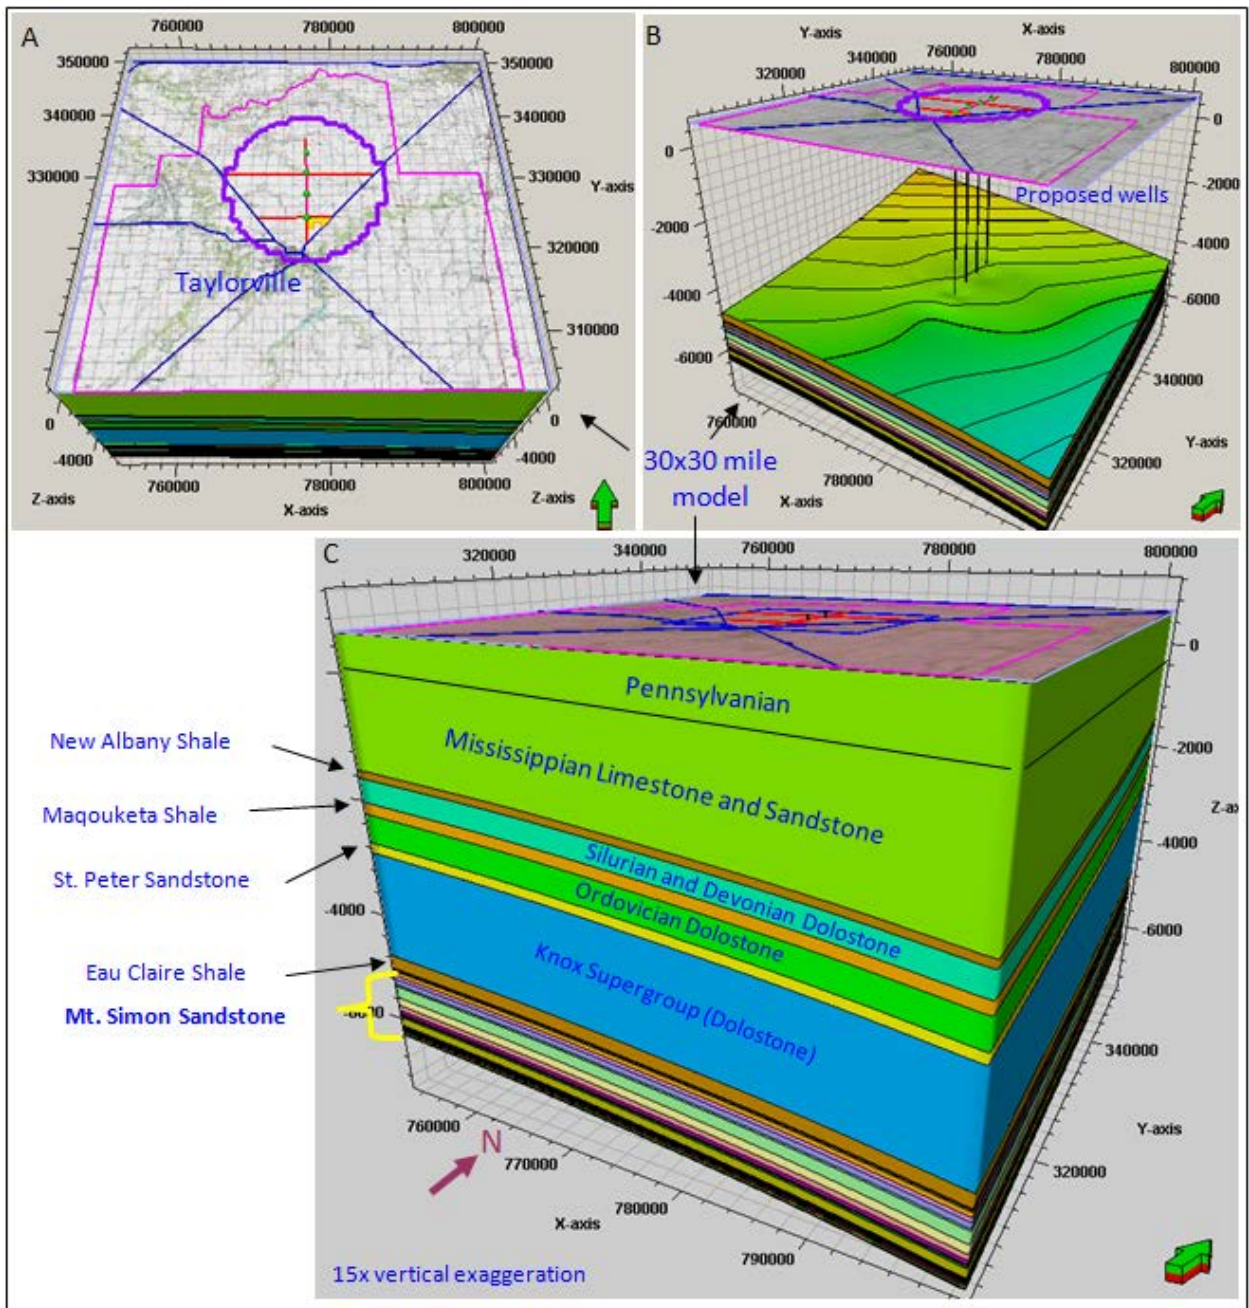 A
760000
780000
800000
350000
350000
340000
340000
330000
330000
Y-axis
320000
Taylorville
310000
0
0
-4000
-4000
760000
780000
800000
Z-axis
X-axis
Z-axis
B
Y-axis
X-axis
760000
780000
800000
340000
320000
0
0
Proposed wells
-2000
-2000
-4000
-4000
-6000
-6000
340000
760000
Y-axis
320000
780000
X-axis
30x30 mile
model
C
320000
340000
760000
780000
800000
0
Pennsylvanian
New Albany Shale
Mississippian Limestone and Sandstone
-2000
Z-ax
Maqouketa Shale
-4000
St. Peter Sandstone
Silurian and Devonian Dolostone
Ordovician Dolostone
-4000
-6000
Eau Claire Shale
Knox Supergroup (Dolostone)
Mt. Simon Sandstone
340000
760000
N
Y-axis
770000
320000
780000
X-axis
790000
15x vertical exaggeration